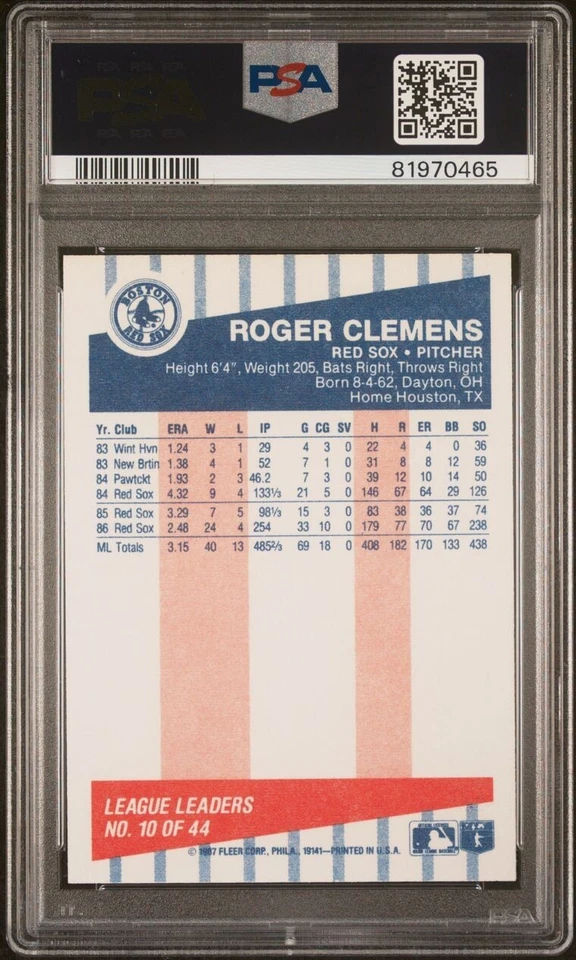 PSA
81970465
BOSTON
RED SOX
ROGER CLEMENS
RED SOX • PITCHER
Height 6'4", Weight 205, Bats Right, Throws Right
Born 8-4-62, Dayton, OH
Home Houston, TX
Yr. Club ERA W L IP G CG SV H R ER BB SO
83 Wint Hvn 1.24 3 1 29 4 3 0 22 4 4 0 36
83 New Brtin 1.38 4 1 52 7 1 0 31 8 8 12 59
84 Pawtckt 1.93 2 3 46.2 7 3 0 39 12 10 14 50
84 Red Sox 4.32 9 4 133⅓ 21 5 0 146 67 64 29 126
85 Red Sox 3.29 7 5 98⅓ 15 3 0 83 38 36 37 74
86 Red Sox 2.48 24 4 254 33 10 0 179 77 70 67 238
ML Totals 3.15 40 13 485⅔ 69 18 0 408 182 170 133 438
LEAGUE LEADERS
NO. 10 OF 44
© 1987 FLEER CORP., PHILA., 19141—PRINTED IN U.S.A.
PSA